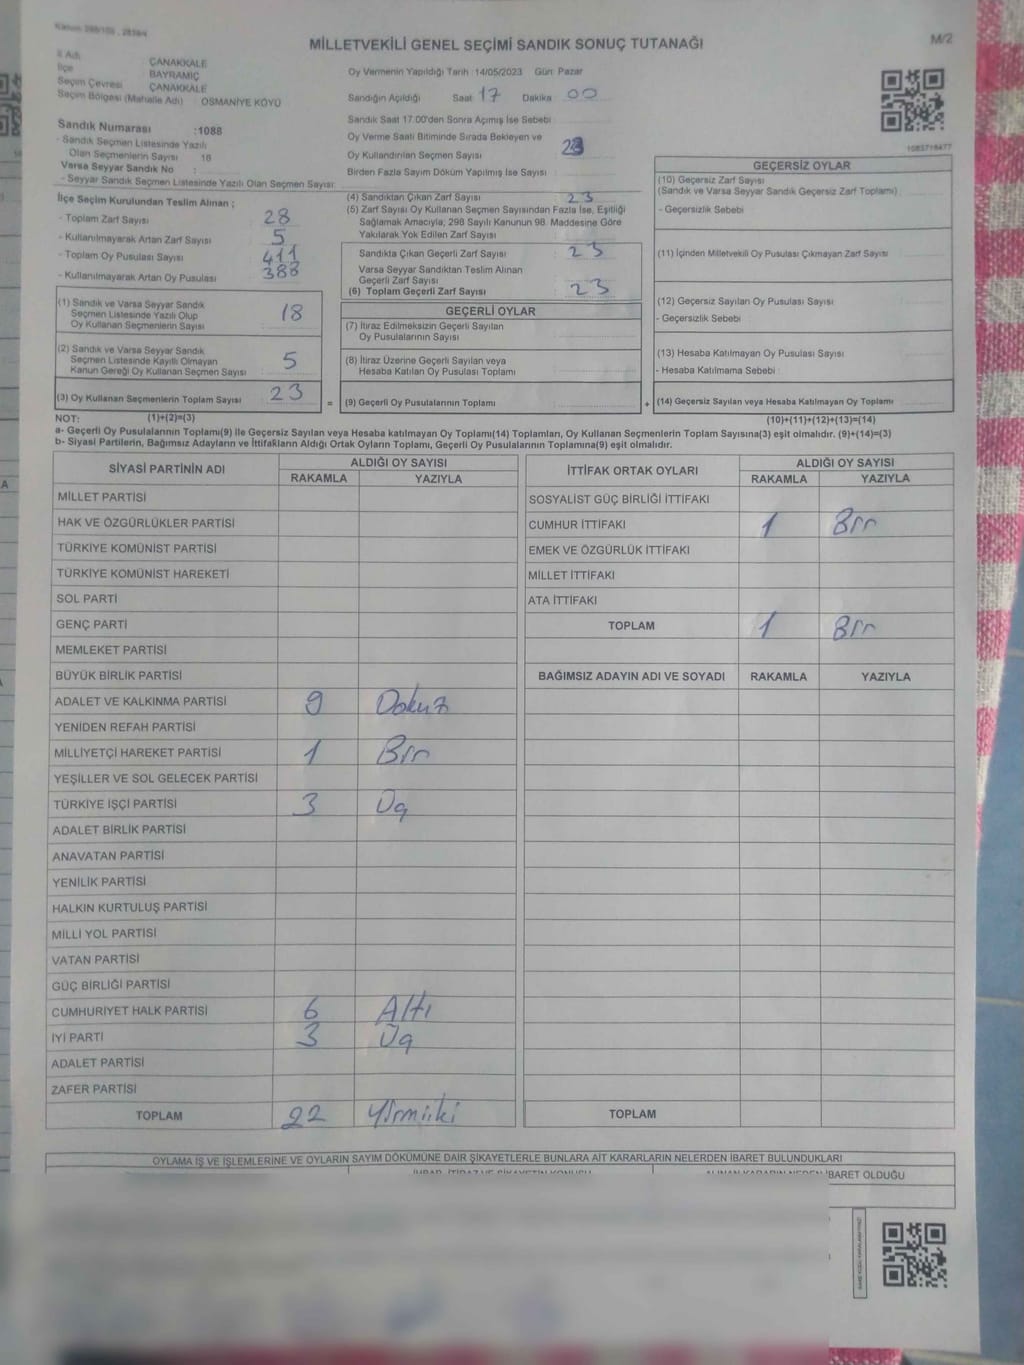 MİLLETVEKİLİ GENEL SEÇİMİ SANDIK SONUÇ TUTANAĞI
M/2
İl Adı ÇANAKKALE
İlçe BAYRAMİÇ
Seçim Çevresi ÇANAKKALE
Seçim Bölgesi (Mahalle Adı) OSMANİYE KÖYÜ
Sandık Numarası :1088
- Sandık Seçmen Listesinde Yazılı
Olan Seçmenlerin Sayısı 18
Varsa Seyyar Sandık No :
- Seyyar Sandık Seçmen Listesinde Yazılı Olan Seçmen Sayısı:
Oy Vermenin Yapıldığı Tarih :14/05/2023 Gün Pazar
Sandığın Açıldığı Saat 17 Dakika 00
Sandık Saat 17.00'den Sonra Açımış İse Sebebi
Oy Verme Saati Bitiminde Sırada Bekleyen ve
Oy Kullandırılan Seçmen Sayısı 23
Birden Fazla Sayım Döküm Yapılmış İse Sayısı
İlçe Seçim Kurulundan Teslim Alınan ;
- Toplam Zarf Sayısı 28
- Kullanılmayarak Artan Zarf Sayısı 5
- Toplam Oy Pusulası Sayısı 411
- Kullanılmayarak Artan Oy Pusulası 388
(1) Sandık ve Varsa Seyyar Sandık
Seçmen Listesinde Yazılı Olup
Oy Kullanan Seçmenlerin Sayısı 18
(2) Sandık ve Varsa Seyyar Sandık
Seçmen Listesinde Kayıtlı Olmayan
Kanun Gereği Oy Kullanan Seçmen Sayısı 5
(3) Oy Kullanan Seçmenlerin Toplam Sayısı 23
(4) Sandıktan Çıkan Zarf Sayısı 23
(5) Zarf Sayısı Oy Kullanan Seçmen Sayısından Fazla İse, Eşitliği
Sağlamak Amacıyla; 298 Sayılı Kanunun 98. Maddesine Göre
Yakılarak Yok Edilen Zarf Sayısı
Sandıkta Çıkan Geçerli Zarf Sayısı 23
Varsa Seyyar Sandıktan Teslim Alınan
Geçerli Zarf Sayısı
(6) Toplam Geçerli Zarf Sayısı 23
GEÇERLİ OYLAR
(7) İtiraz Edilmeksizin Geçerli Sayılan
Oy Pusulalarının Sayısı
(8) İtiraz Üzerine Geçerli Sayılan veya
Hesaba Katılan Oy Pusulası Toplamı
= (9) Geçerli Oy Pusulalarının Toplamı
GEÇERSİZ OYLAR
(10) Geçersiz Zarf Sayısı
(Sandık ve Varsa Seyyar Sandık Geçersiz Zarf Toplamı)
- Geçersizlik Sebebi
(11) İçinden Milletvekili Oy Pusulası Çıkmayan Zarf Sayısı
(12) Geçersiz Sayılan Oy Pusulası Sayısı
- Geçersizlik Sebebi
(13) Hesaba Katılmayan Oy Pusulası Sayısı
- Hesaba Katılmama Sebebi
+ (14) Geçersiz Sayılan veya Hesaba Katılmayan Oy Toplamı
NOT: (1)+(2)=(3) (10)+(11)+(12)+(13)=(14)
a- Geçerli Oy Pusulalarının Toplamı(9) ile Geçersiz Sayılan veya Hesaba katılmayan Oy Toplamı(14) Toplamları, Oy Kullanan Seçmenlerin Toplam Sayısına(3) eşit olmalıdır. (9)+(14)=(3)
b- Siyasi Partilerin, Bağımsız Adayların ve İttifakların Aldığı Ortak Oyların Toplamı, Geçerli Oy Pusulalarının Toplamına(9) eşit olmalıdır.
SİYASİ PARTİNİN ADI ALDIĞI OY SAYISI
RAKAMLA YAZIYLA
MİLLET PARTİSİ
HAK VE ÖZGÜRLÜKLER PARTİSİ
TÜRKİYE KOMÜNİST PARTİSİ
TÜRKİYE KOMÜNİST HAREKETİ
SOL PARTİ
GENÇ PARTİ
MEMLEKET PARTİSİ
BÜYÜK BİRLİK PARTİSİ
ADALET VE KALKINMA PARTİSİ 9 Dokuz
YENİDEN REFAH PARTİSİ
MİLLİYETÇİ HAREKET PARTİSİ 1 Bir
YEŞİLLER VE SOL GELECEK PARTİSİ
TÜRKİYE İŞÇİ PARTİSİ 3 Üç
ADALET BİRLİK PARTİSİ
ANAVATAN PARTİSİ
YENİLİK PARTİSİ
HALKIN KURTULUŞ PARTİSİ
MİLLİ YOL PARTİSİ
VATAN PARTİSİ
GÜÇ BİRLİĞİ PARTİSİ
CUMHURİYET HALK PARTİSİ 6 Altı
İYİ PARTİ 3 Üç
ADALET PARTİSİ
ZAFER PARTİSİ
TOPLAM 22 Yirmiiki
İTTİFAK ORTAK OYLARI ALDIĞI OY SAYISI
RAKAMLA YAZIYLA
SOSYALİST GÜÇ BİRLİĞİ İTTİFAKI
CUMHUR İTTİFAKI 1 Bir
EMEK VE ÖZGÜRLÜK İTTİFAKI
MİLLET İTTİFAKI
ATA İTTİFAKI
TOPLAM 1 Bir
BAĞIMSIZ ADAYIN ADI VE SOYADI RAKAMLA YAZIYLA
TOPLAM
OYLAMA İŞ VE İŞLEMLERİNE VE OYLARIN SAYIM DÖKÜMÜNE DAİR ŞİKAYETLERLE BUNLARA AİT KARARLARIN NELERDEN İBARET BULUNDUKLARI
İBARET OLDUĞU